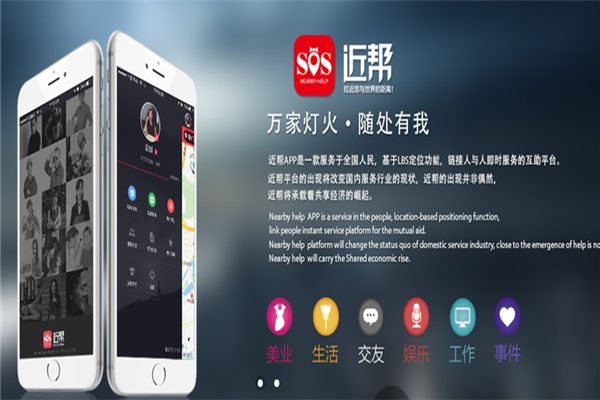 SOS
NEARBY·HELP
近帮
拉近您与世界的距离!
万家灯火·随处有我
近帮APP是一款服务于全国人民，基于LBS定位功能，链接人与人即时服务的互助平台。
近帮平台的出现将改变国内服务行业的现状，近帮的出现并非偶然，
近帮将承载着共享经济的崛起。
Nearby help APP is a service in the people, location-based positioning function,
link people instant service platform for the mutual aid.
Nearby help platform will change the status quo of domestic service industry, close to the emergence of help is no
Nearby help will carry the Shared economic rise.
美业 生活 交友 娱乐 工作 事件
近帮